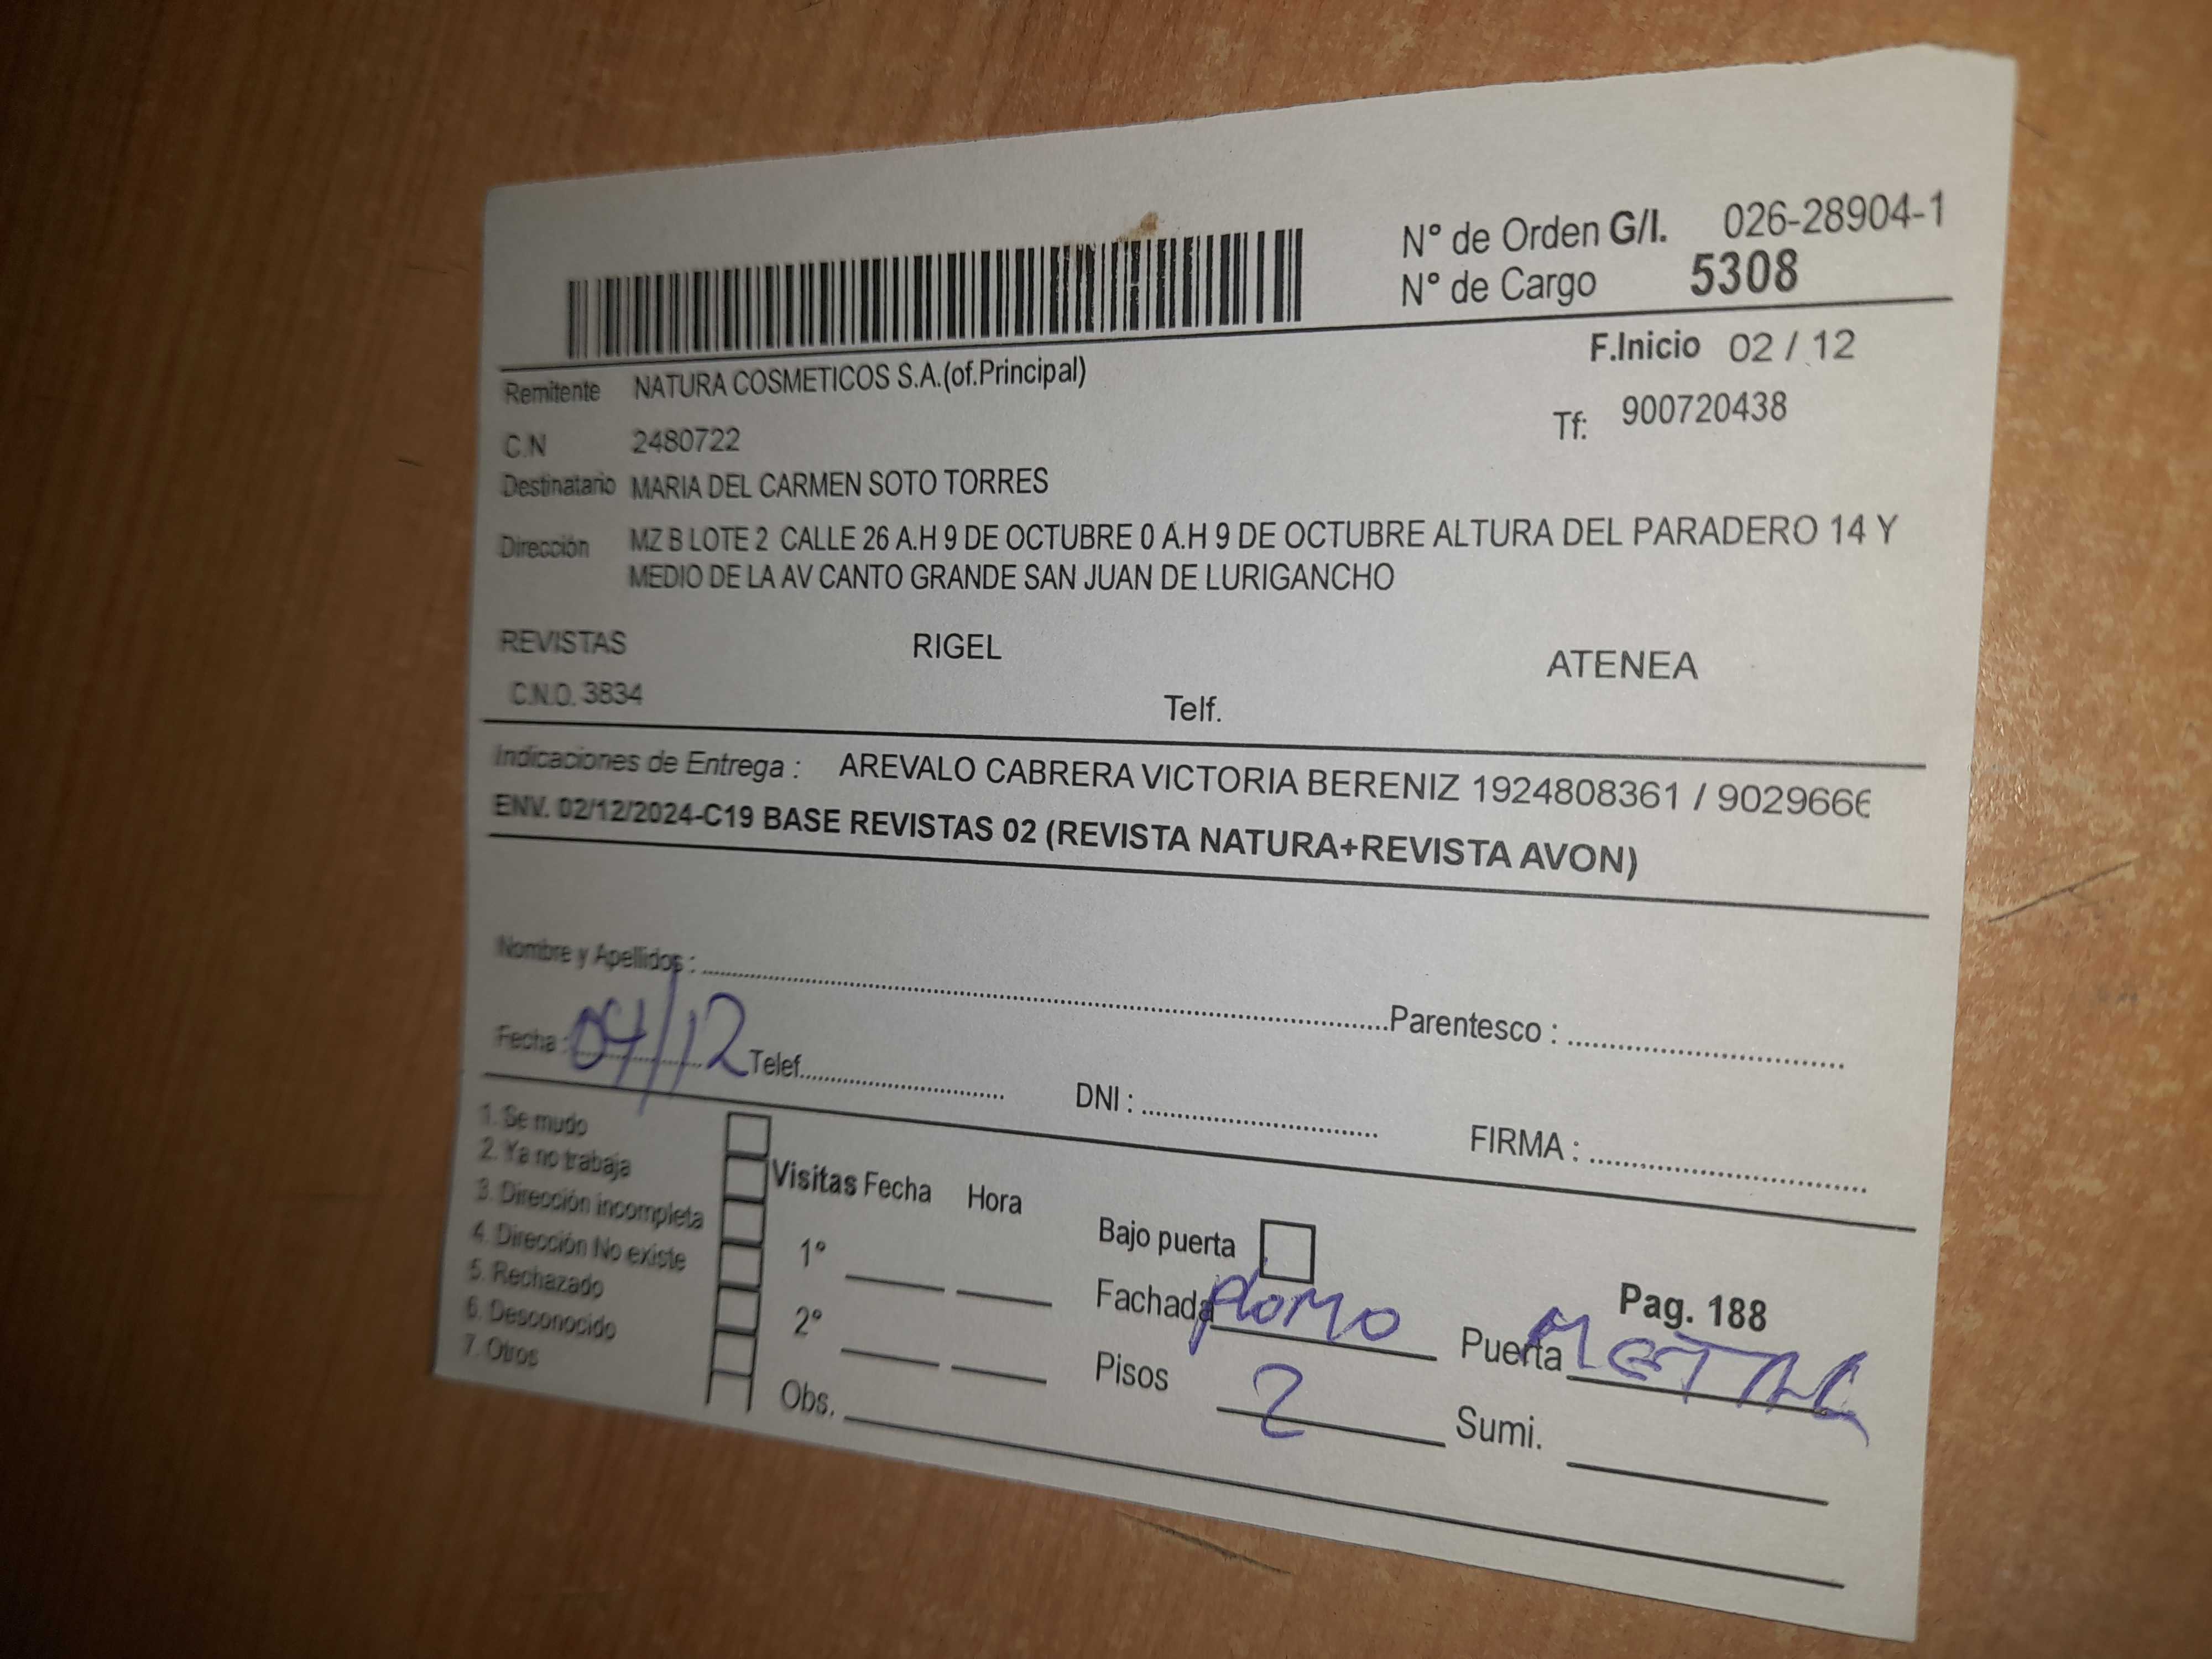 N° de Orden G/I. 026-28904-1
N° de Cargo 5308
F.Inicio 02 / 12
Remitente NATURA COSMETICOS S.A.(of.Principal)
Tf: 900720438
C.N 2480722
Destinatario MARIA DEL CARMEN SOTO TORRES
Dirección MZ B LOTE 2 CALLE 26 A.H 9 DE OCTUBRE 0 A.H 9 DE OCTUBRE ALTURA DEL PARADERO 14 Y
MEDIO DE LA AV CANTO GRANDE SAN JUAN DE LURIGANCHO
REVISTAS RIGEL ATENEA
C.N.O. 3834 Telf.
Indicaciones de Entrega : AREVALO CABRERA VICTORIA BERENIZ 1924808361 / 9029666
ENV. 02/12/2024-C19 BASE REVISTAS 02 (REVISTA NATURA+REVISTA AVON)
Nombre y Apellidos : Parentesco :
Fecha : 04/12 Telef. DNI : FIRMA :
1. Se mudo
2. Ya no trabaja
3. Dirección incompleta
4. Dirección No existe
5. Rechazado
6. Desconocido
7. Otros
Visitas Fecha Hora
1°
2°
Obs.
Bajo puerta
Fachada PLOMO
Pisos 2
Pag. 188
Puerta METAL
Sumi.